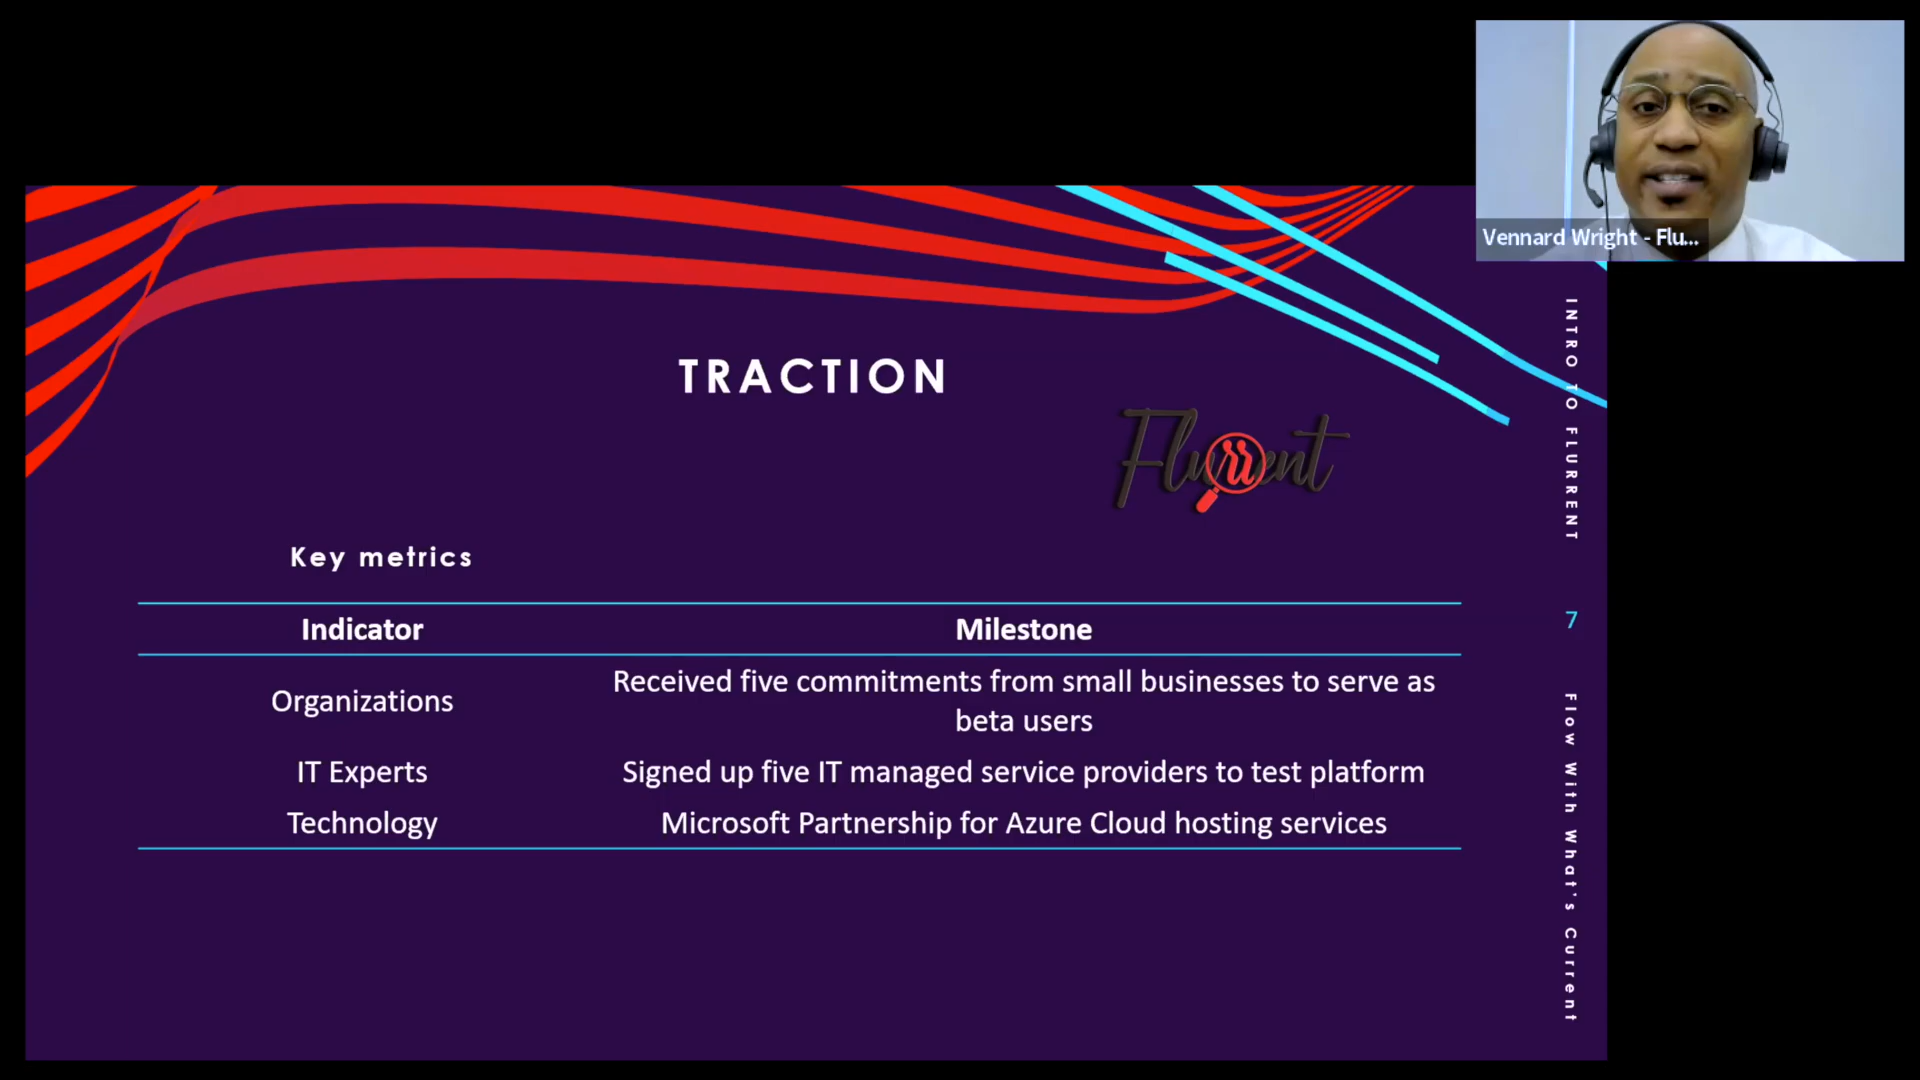 Vennard Wright - Flu...
TRACTION
Flurrent
Key metrics
Indicator
Milestone
Organizations
Received five commitments from small businesses to serve as
beta users
IT Experts
Signed up five IT managed service providers to test platform
Technology
Microsoft Partnership for Azure Cloud hosting services
INTRO TO FLURRENT
7
Flow With What's Current